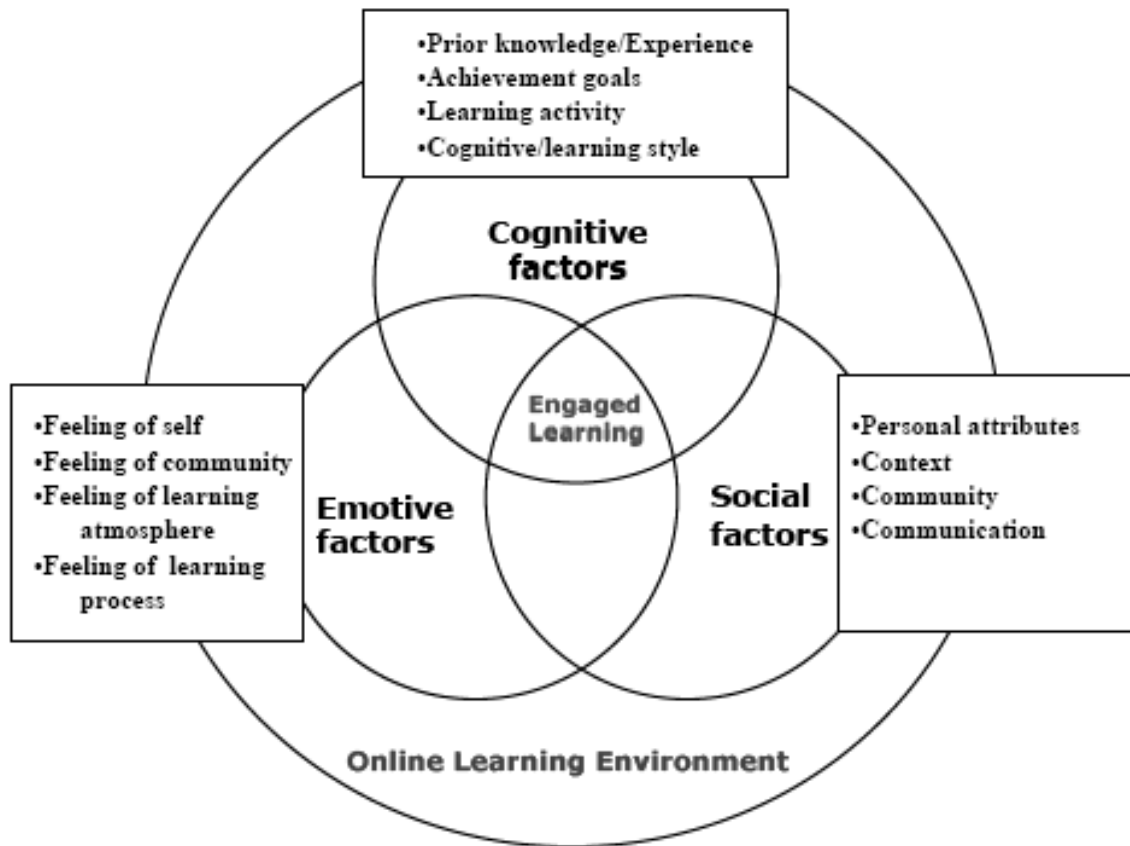 •Prior knowledge/Experience
•Achievement goals
•Learning activity
•Cognitive/learning style
Cognitive
factors
Engaged
Learning
•Feeling of self
•Feeling of community
•Feeling of learning
atmosphere
•Feeling of learning
process
Emotive
factors
Social
factors
•Personal attributes
•Context
•Community
•Communication
Online Learning Environment